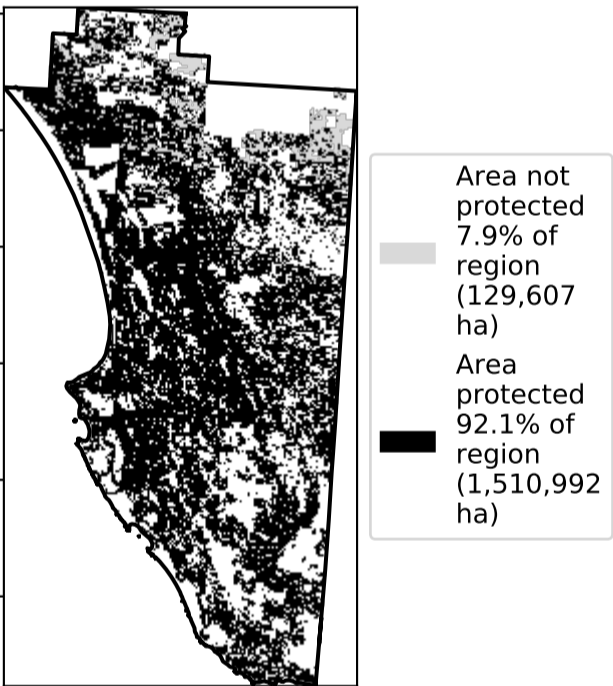 Area not
protected
7.9% of
region
(129,607
ha)
Area
protected
92.1% of
region
(1,510,992
ha)